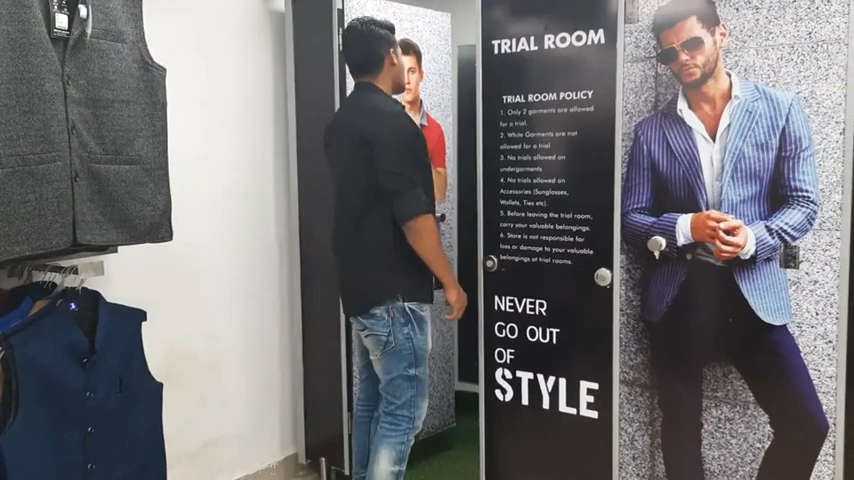 TRIAL ROOM
TRIAL ROOM POLICY
1. Only 2 garments are allowed
for a trial.
2. White garments are not
allowed for a trial
3. No trials allowed on
undergarments.
4. No trials allowed on
Accessories (Sunglasses,
Wallets, Ties etc).
5. Before leaving the trial room,
carry your valuable belongings.
6. Store is not responsible for
loss or damage to your valuable
belongings at trial rooms.
NEVER
GO OUT
OF
STYLE